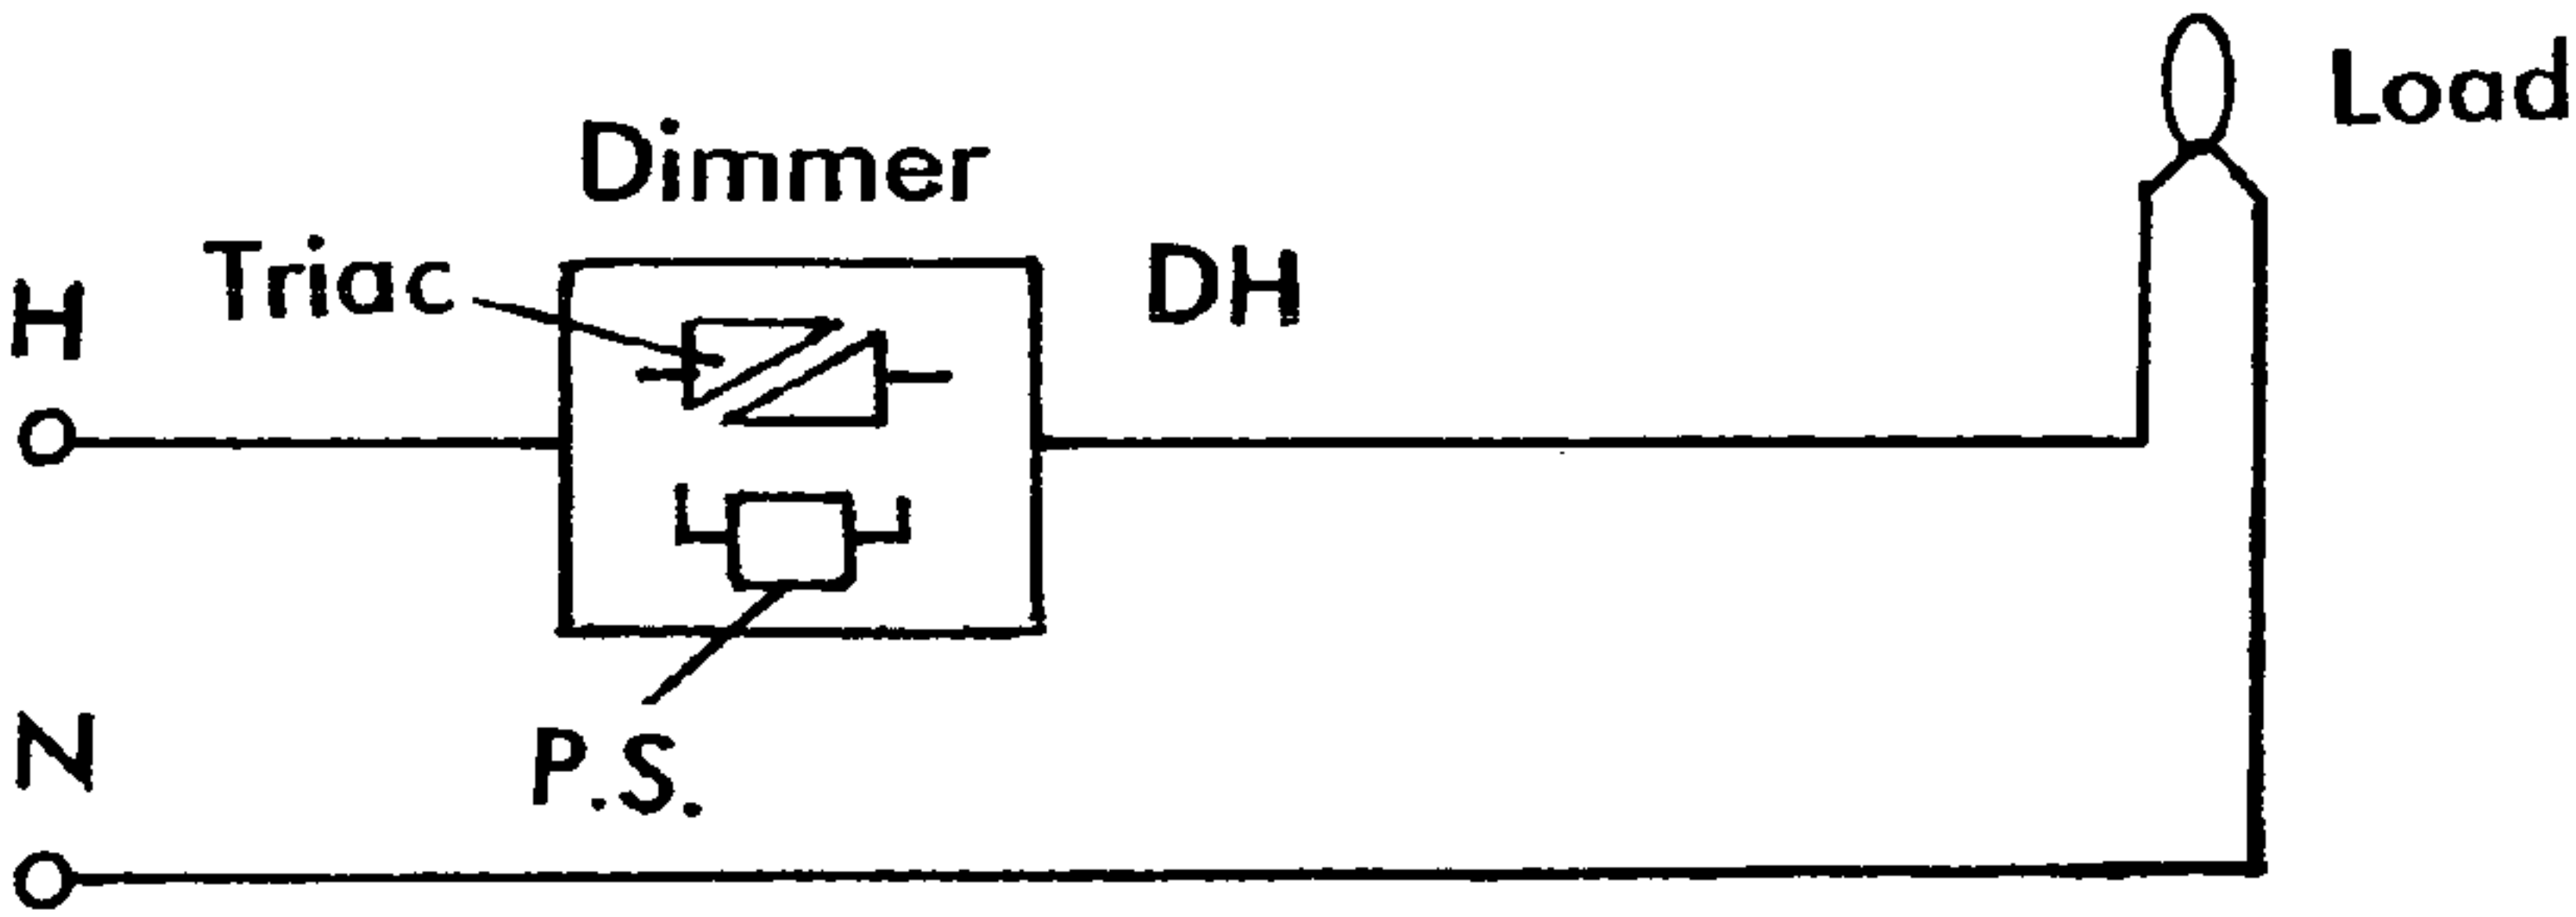 Load
Dimmer
Triac
DH
H
N
P.S.